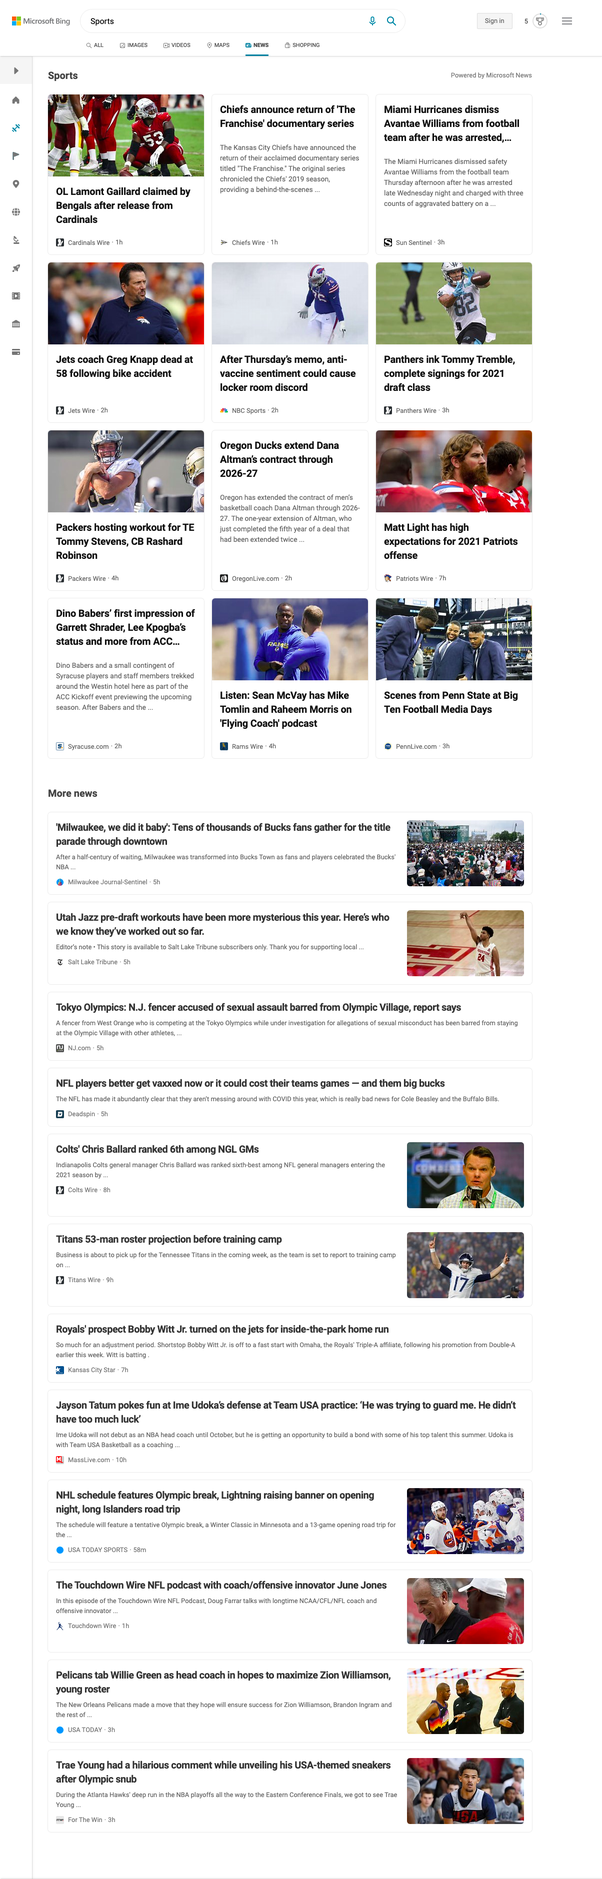 Microsoft Bing
Sports
Sign in
5
ALL
IMAGES
VIDEOS
MAPS
NEWS
SHOPPING
Sports
Powered by Microsoft News
53
OL Lamont Gaillard claimed by
Bengals after release from
Cardinals
Cardinals Wire · 1h
Chiefs announce return of 'The
Franchise' documentary series
The Kansas City Chiefs have announced the
return of their acclaimed documentary series
titled "The Franchise." The original series
chronicled the Chiefs' 2019 season,
providing a behind-the-scenes ...
Chiefs Wire · 1h
Miami Hurricanes dismiss
Avantae Williams from football
team after he was arrested,...
The Miami Hurricanes dismissed safety
Avantae Williams from the football team
Thursday afternoon after he was arrested
late Wednesday night and charged with three
counts of aggravated battery on a ...
Sun Sentinel · 3h
Jets coach Greg Knapp dead at
58 following bike accident
Jets Wire · 2h
After Thursday's memo, anti-
vaccine sentiment could cause
locker room discord
NBC Sports · 2h
82
Panthers ink Tommy Tremble,
complete signings for 2021
draft class
Panthers Wire · 3h
Packers hosting workout for TE
Tommy Stevens, CB Rashard
Robinson
Packers Wire · 4h
Oregon Ducks extend Dana
Altman's contract through
2026-27
Oregon has extended the contract of men's
basketball coach Dana Altman through 2026-
27. The one-year extension of Altman, who
just completed the fifth year of a deal that
had been extended twice ...
OregonLive.com · 2h
Matt Light has high
expectations for 2021 Patriots
offense
Patriots Wire · 7h
Dino Babers' first impression of
Garrett Shrader, Lee Kpogba's
status and more from ACC...
Dino Babers and a small contingent of
Syracuse players and staff members trekked
around the Westin hotel here as part of the
ACC Kickoff event previewing the upcoming
season. After Babers and the ...
Syracuse.com · 2h
Listen: Sean McVay has Mike
Tomlin and Raheem Morris on
'Flying Coach' podcast
Rams Wire · 4h
Scenes from Penn State at Big
Ten Football Media Days
PennLive.com · 3h
More news
'Milwaukee, we did it baby': Tens of thousands of Bucks fans gather for the title
parade through downtown
After a half-century of waiting, Milwaukee was transformed into Bucks Town as fans and players celebrated the Bucks'
NBA ...
Milwaukee Journal-Sentinel · 5h
Utah Jazz pre-draft workouts have been more mysterious this year. Here's who
we know they've worked out so far.
Editor's note • This story is available to Salt Lake Tribune subscribers only. Thank you for supporting local ...
Salt Lake Tribune · 5h
24
Tokyo Olympics: N.J. fencer accused of sexual assault barred from Olympic Village, report says
A fencer from West Orange who is competing at the Tokyo Olympics while under investigation for allegations of sexual misconduct has been barred from staying
at the Olympic Village with other athletes, ...
NJ.com · 5h
NFL players better get vaxxed now or it could cost their teams games — and them big bucks
The NFL has made it abundantly clear that they aren't messing around with COVID this year, which is really bad news for Cole Beasley and the Buffalo Bills.
Deadspin · 5h
Colts' Chris Ballard ranked 6th among NGL GMs
Indianapolis Colts general manager Chris Ballard was ranked sixth-best among NFL general managers entering the
2021 season by ...
Colts Wire · 8h
COMBINE
Titans 53-man roster projection before training camp
Business is about to pick up for the Tennessee Titans in the coming week, as the team is set to report to training camp
on ...
Titans Wire · 9h
17
Royals' prospect Bobby Witt Jr. turned on the jets for inside-the-park home run
So much for an adjustment period. Shortstop Bobby Witt Jr. is off to a fast start with Omaha, the Royals' Triple-A affiliate, following his promotion from Double-A
earlier this week. Witt is batting .
Kansas City Star · 7h
Jayson Tatum pokes fun at Ime Udoka's defense at Team USA practice: 'He was trying to guard me. He didn't
have too much luck'
Ime Udoka will not debut as an NBA head coach until October, but he is getting an opportunity to build a bond with some of his top talent this summer. Udoka is
with Team USA Basketball as a coaching ...
MassLive.com · 10h
NHL schedule features Olympic break, Lightning raising banner on opening
night, long Islanders road trip
The schedule will feature a tentative Olympic break, a Winter Classic in Minnesota and a 13-game opening road trip for
the ...
USA TODAY SPORTS · 58m
The Touchdown Wire NFL podcast with coach/offensive innovator June Jones
In this episode of the Touchdown Wire NFL Podcast, Doug Farrar talks with longtime NCAA/CFL/NFL coach and
offensive innovator ...
Touchdown Wire · 1h
Pelicans tab Willie Green as head coach in hopes to maximize Zion Williamson,
young roster
The New Orleans Pelicans made a move that they hope will ensure success for Zion Williamson, Brandon Ingram and
the rest of ...
USA TODAY · 3h
Trae Young had a hilarious comment while unveiling his USA-themed sneakers
after Olympic snub
During the Atlanta Hawks' deep run in the NBA playoffs all the way to the Eastern Conference Finals, we got to see Trae
Young ...
For The Win · 3h
USA